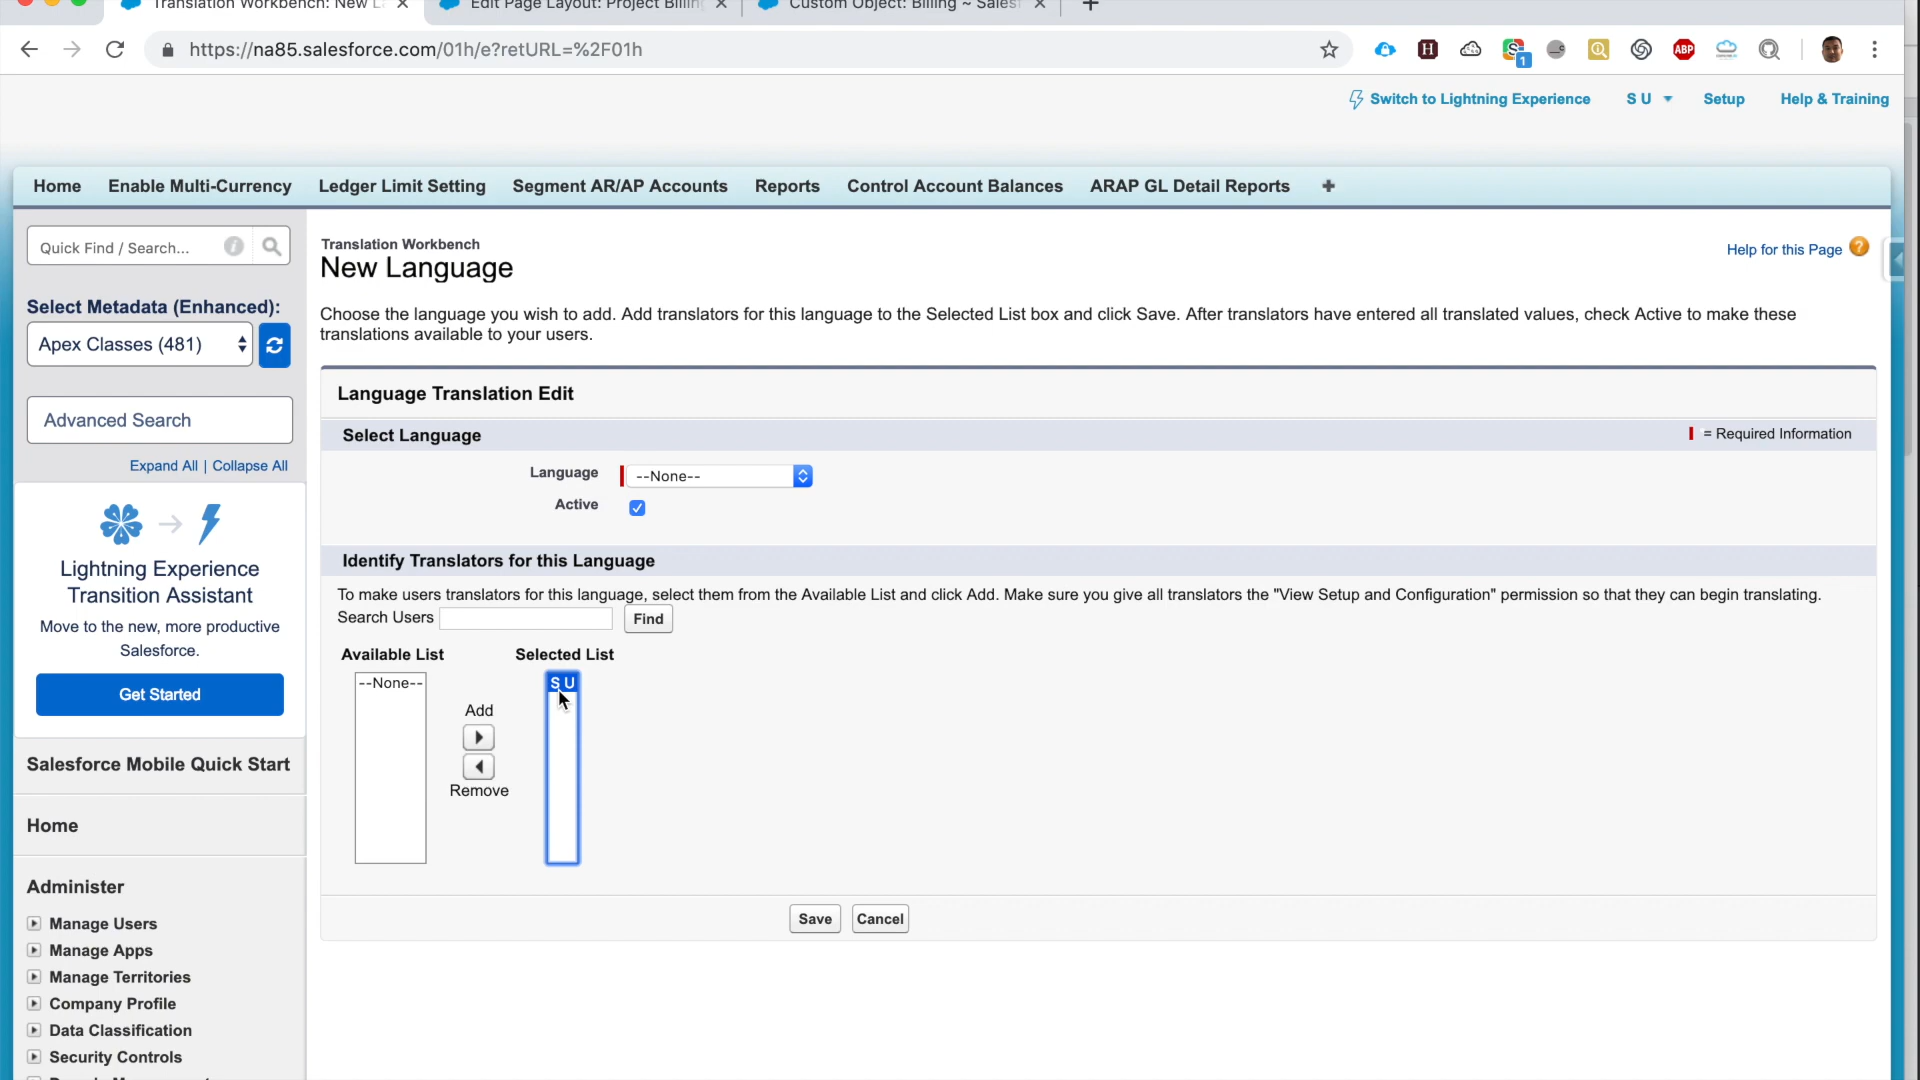 Translation Workbench: New L
Edit Page Layout: Project Billin
Custom Object: Billing ~ Sales
https://na85.salesforce.com/01h/e?retURL=%2F01h
H
1
ABP
Switch to Lightning Experience
S U
Setup
Help & Training
Home
Enable Multi-Currency
Ledger Limit Setting
Segment AR/AP Accounts
Reports
Control Account Balances
ARAP GL Detail Reports
Quick Find / Search...
Select Metadata (Enhanced):
Apex Classes (481)
Advanced Search
Expand All | Collapse All
Lightning Experience
Transition Assistant
Move to the new, more productive
Salesforce.
Get Started
Salesforce Mobile Quick Start
Home
Administer
Manage Users
Manage Apps
Manage Territories
Company Profile
Data Classification
Security Controls
Translation Workbench
New Language
Help for this Page ?
Choose the language you wish to add. Add translators for this language to the Selected List box and click Save. After translators have entered all translated values, check Active to make these
translations available to your users.
Language Translation Edit
Select Language
= Required Information
Language
--None--
Active
Identify Translators for this Language
To make users translators for this language, select them from the Available List and click Add. Make sure you give all translators the "View Setup and Configuration" permission so that they can begin translating.
Search Users
Find
Available List
Selected List
--None--
S U
Add
Remove
Save
Cancel